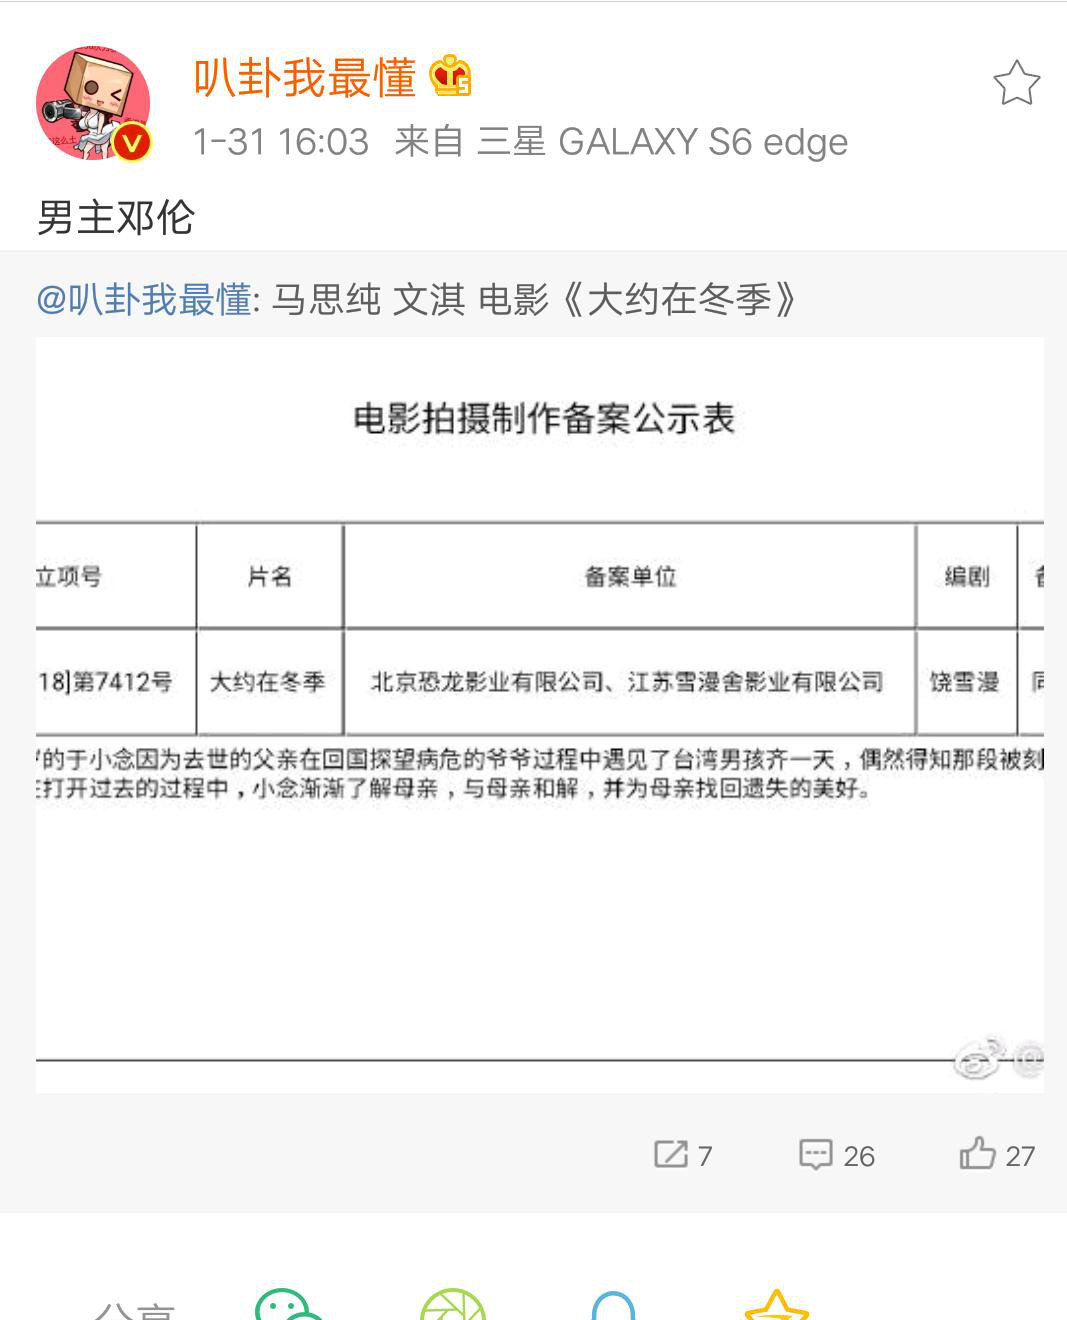 叭卦我最懂
1-31 16:03 来自 三星 GALAXY S6 edge
男主邓伦
@叭卦我最懂: 马思纯 文淇 电影《大约在冬季》
电影拍摄制作备案公示表
立项号 片名 备案单位 编剧
18]第7412号 大约在冬季 北京恐龙影业有限公司、江苏雪漫舍影业有限公司 饶雪漫 同
的于小念因为去世的父亲在回国探望病危的爷爷过程中遇见了台湾男孩齐一天，偶然得知那段被刻
打开过去的过程中，小念渐渐了解母亲，与母亲和解，并为母亲找回遗失的美好。
@
7 26 27
分享